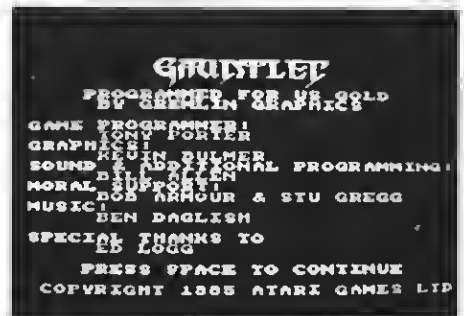 GAUNTLET
PROGRAMMED FOR US GOLD
BY GREMLIN GRAPHICS
GAME PROGRAMMER:
TONY PORTER
GRAPHICS:
KEVIN BULMER
SOUND & ADDITIONAL PROGRAMMING:
BILL ALLEN
MORAL SUPPORT:
BOB ARMOUR & STU GREGG
MUSIC:
BEN DAGLISH
SPECIAL THANKS TO
ED LOGG
PRESS SPACE TO CONTINUE
COPYRIGHT 1985 ATARI GAMES LTD